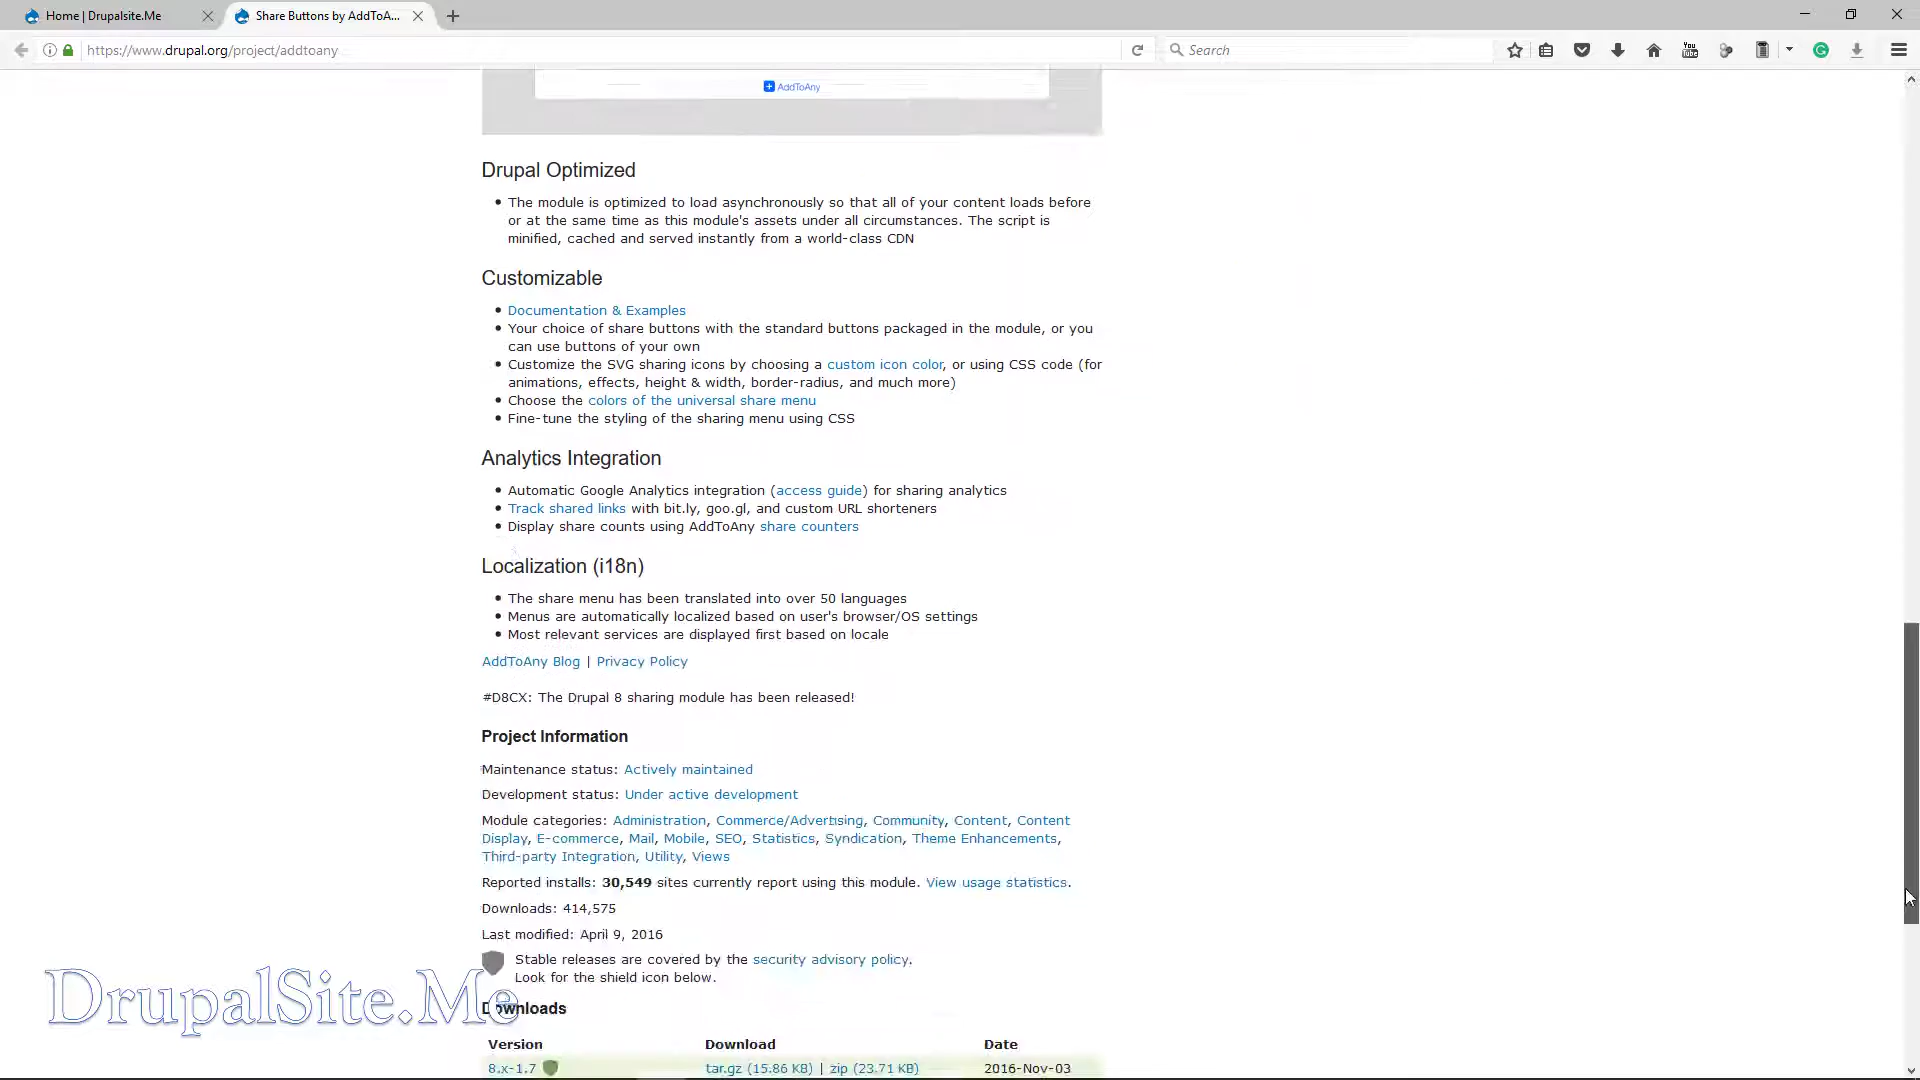 Home | Drupalsite.Me
Share Buttons by AddToA...
https://www.drupal.org/project/addtoany
Search
AddToAny
Drupal Optimized
The module is optimized to load asynchronously so that all of your content loads before
or at the same time as this module's assets under all circumstances. The script is
minified, cached and served instantly from a world-class CDN
Customizable
Documentation & Examples
Your choice of share buttons with the standard buttons packaged in the module, or you
can use buttons of your own
Customize the SVG sharing icons by choosing a custom icon color, or using CSS code (for
animations, effects, height & width, border-radius, and much more)
Choose the colors of the universal share menu
Fine-tune the styling of the sharing menu using CSS
Analytics Integration
Automatic Google Analytics integration (access guide) for sharing analytics
Track shared links with bit.ly, goo.gl, and custom URL shorteners
Display share counts using AddToAny share counters
Localization (i18n)
The share menu has been translated into over 50 languages
Menus are automatically localized based on user's browser/OS settings
Most relevant services are displayed first based on locale
AddToAny Blog | Privacy Policy
#D8CX: The Drupal 8 sharing module has been released!
Project Information
Maintenance status: Actively maintained
Development status: Under active development
Module categories: Administration, Commerce/Advertising, Community, Content, Content
Display, E-commerce, Mail, Mobile, SEO, Statistics, Syndication, Theme Enhancements,
Third-party Integration, Utility, Views
Reported installs: 30,549 sites currently report using this module. View usage statistics.
Downloads: 414,575
Last modified: April 9, 2016
Stable releases are covered by the security advisory policy.
Look for the shield icon below.
DrupalSite.Me
Downloads
Version Download Date
8.x-1.7 tar.gz (15.86 KB) | zip (23.71 KB) 2016-Nov-03